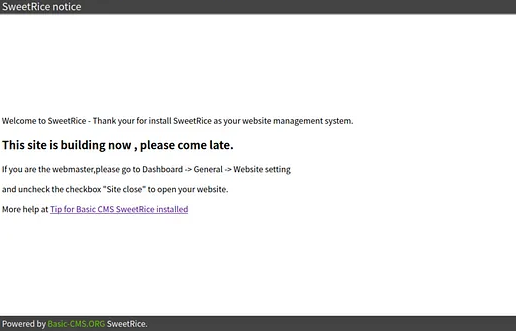 SweetRice notice
Welcome to SweetRice - Thank your for install SweetRice as your website management system.
This site is building now , please come late.
If you are the webmaster,please go to Dashboard -> General -> Website setting
and uncheck the checkbox "Site close" to open your website.
More help at Tip for Basic CMS SweetRice installed
Powered by Basic-CMS.ORG SweetRice.